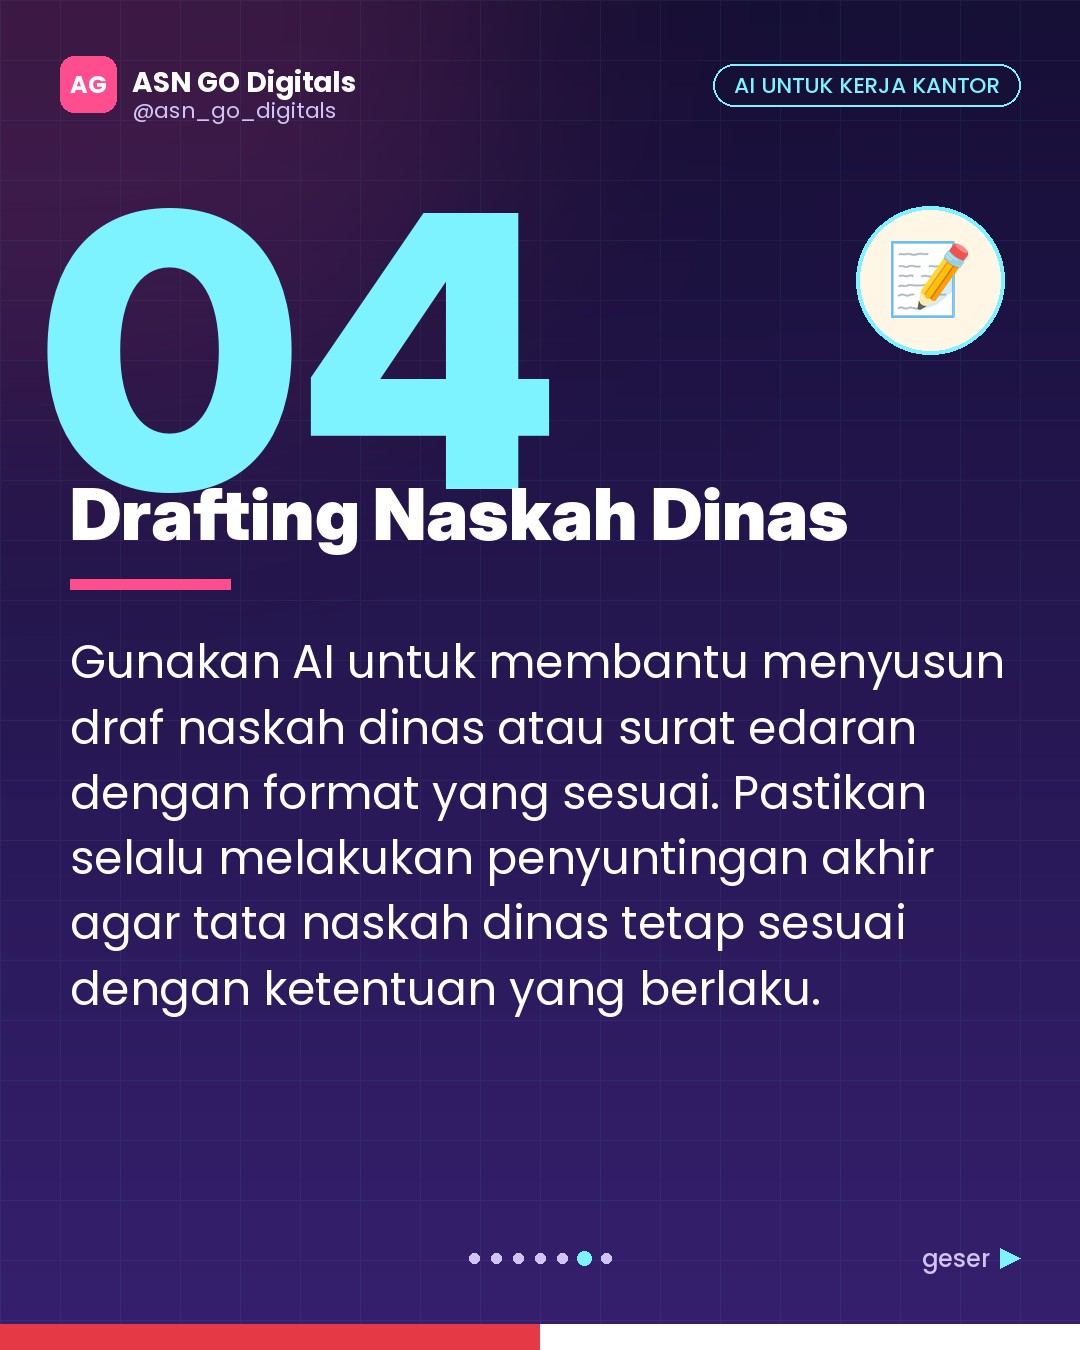 AG
ASN GO Digitals
@asn_go_digitals
AI UNTUK KERJA KANTOR
04
Drafting Naskah Dinas
Gunakan AI untuk membantu menyusun
draf naskah dinas atau surat edaran
dengan format yang sesuai. Pastikan
selalu melakukan penyuntingan akhir
agar tata naskah dinas tetap sesuai
dengan ketentuan yang berlaku.
geser